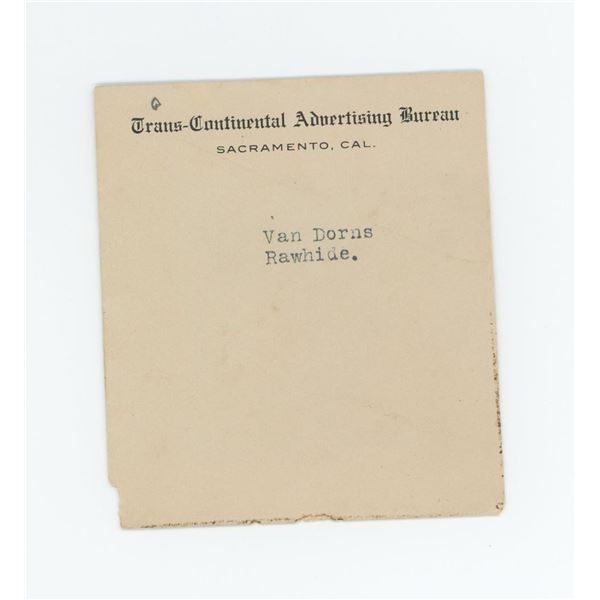 Trans-Continental Advertising Bureau
SACRAMENTO, CAL.
Van Dorns
Rawhide.